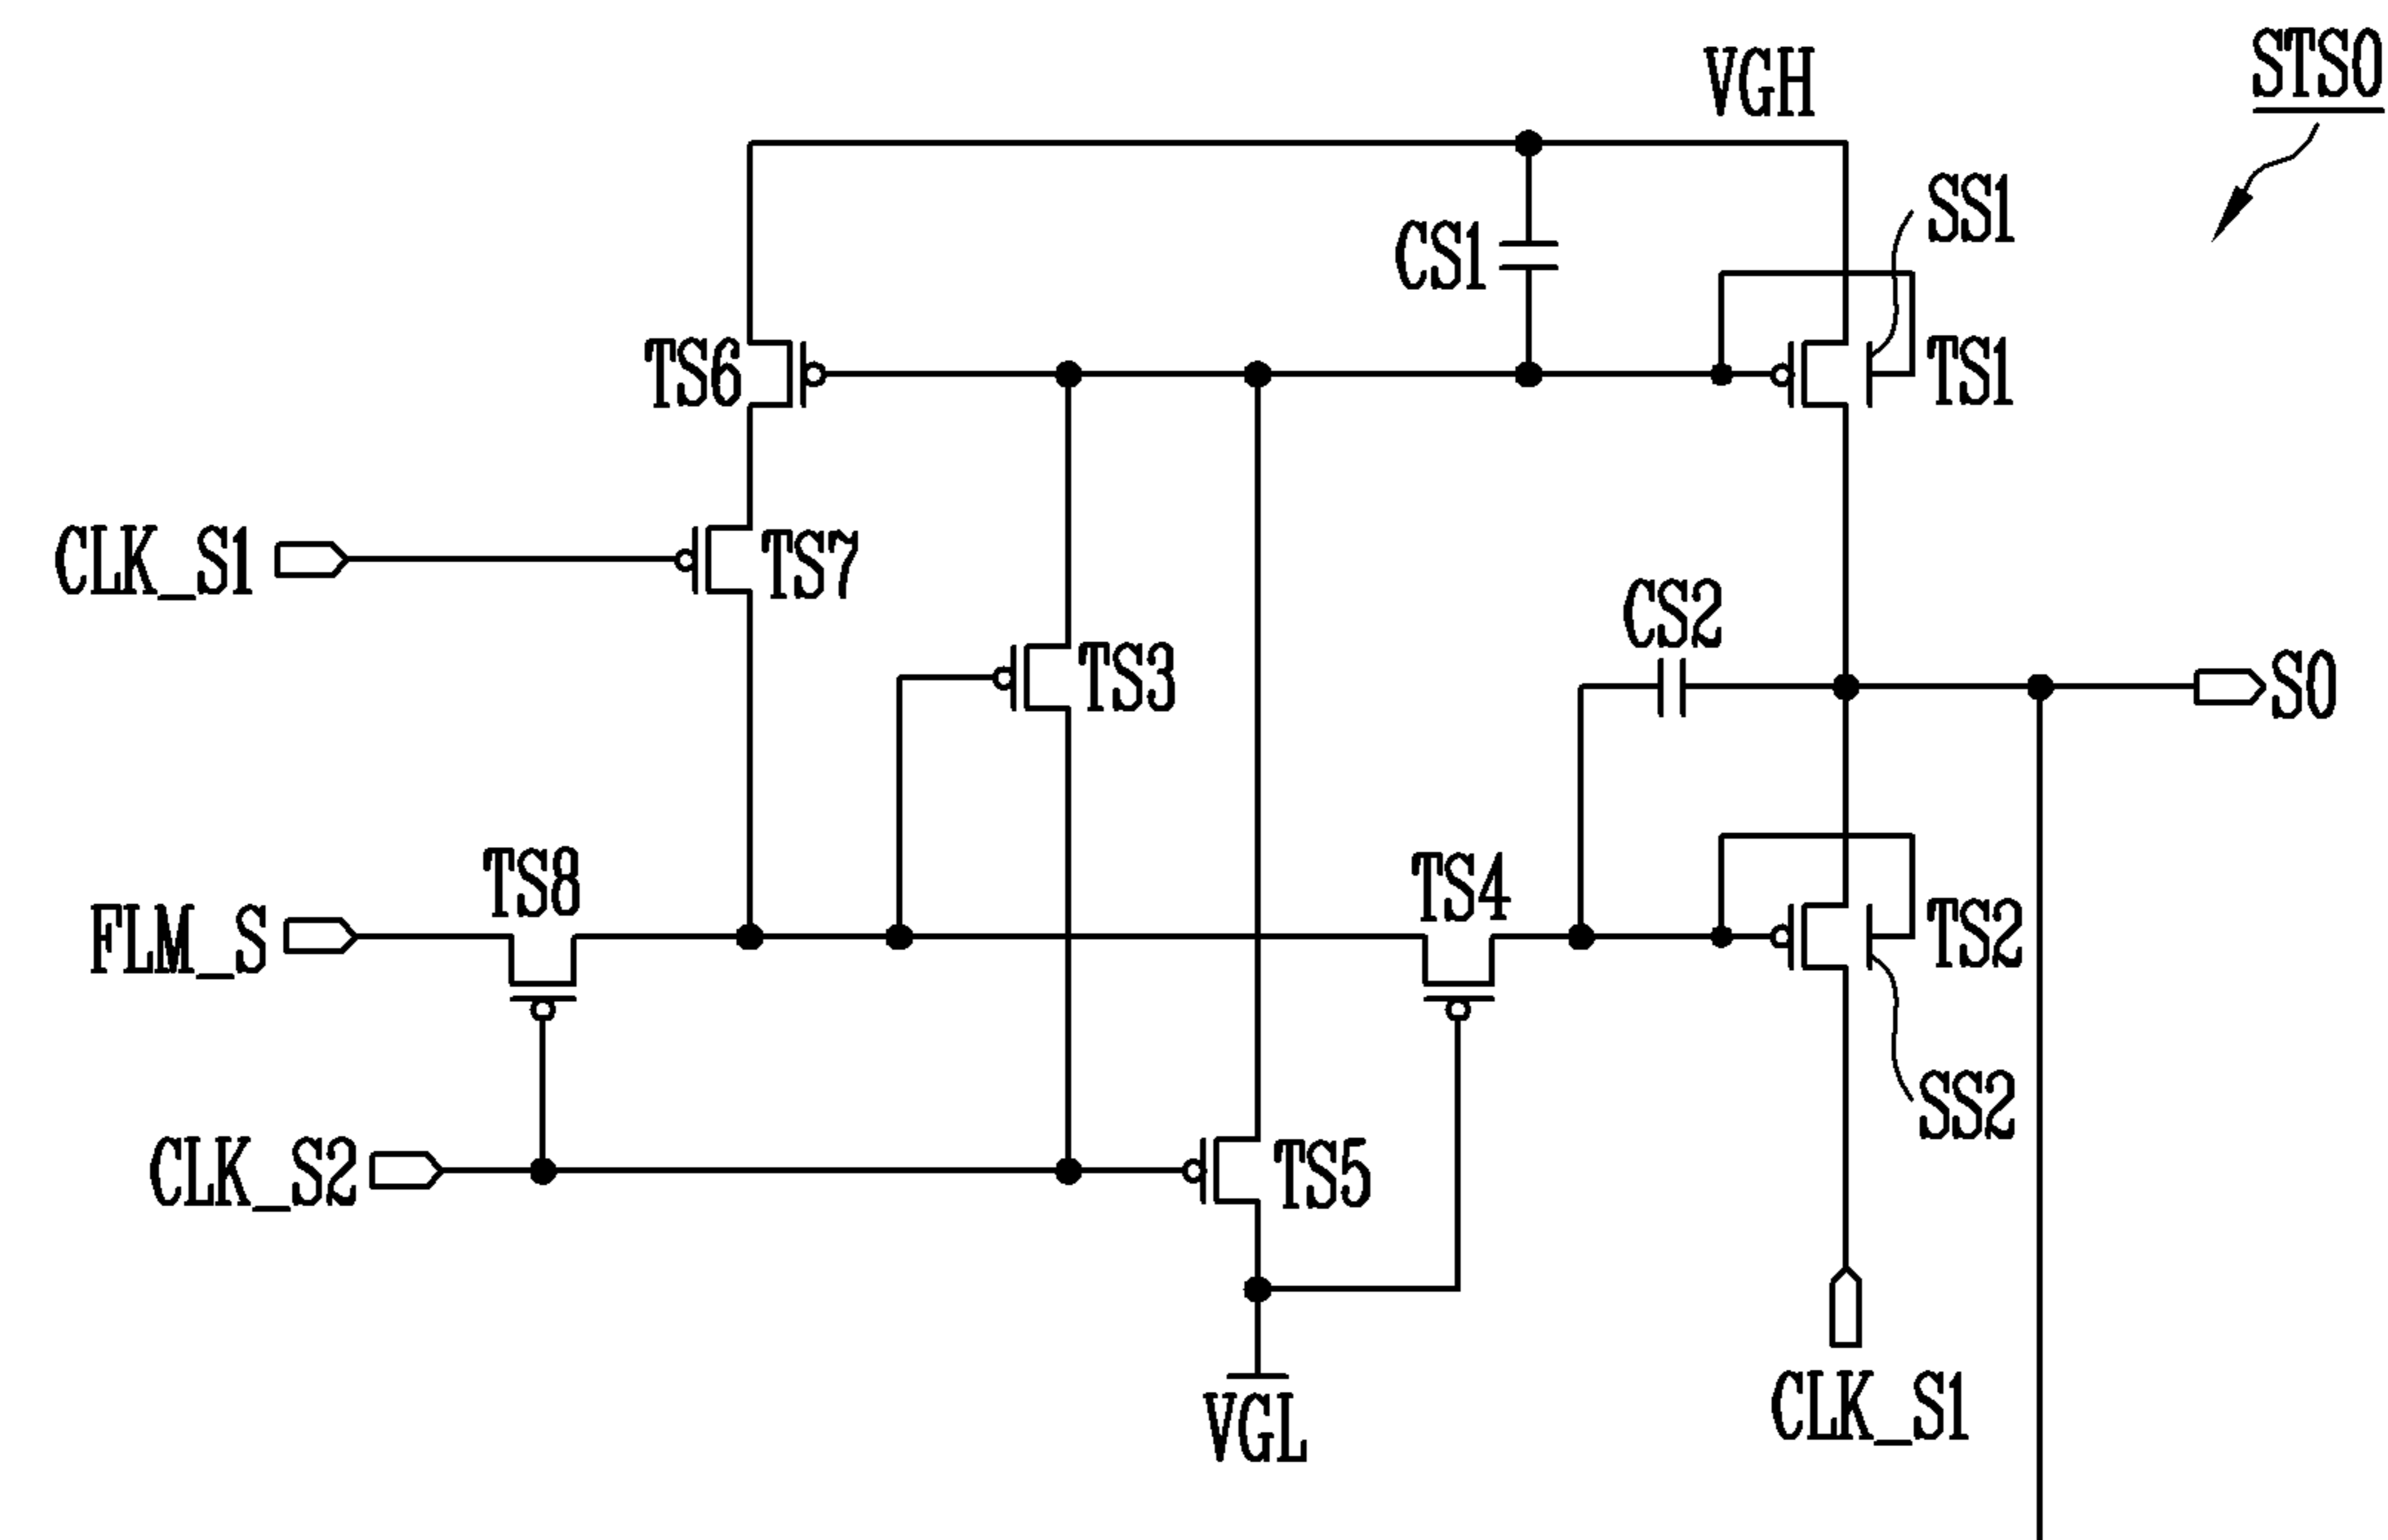 VGH
STS0
SS1
CS1
TS6
TS1
CLK_S1
TS7
CS2
TS3
S0
TS8
TS4
FLM_S
TS2
SS2
CLK_S2
TS5
CLK_S1
VGL